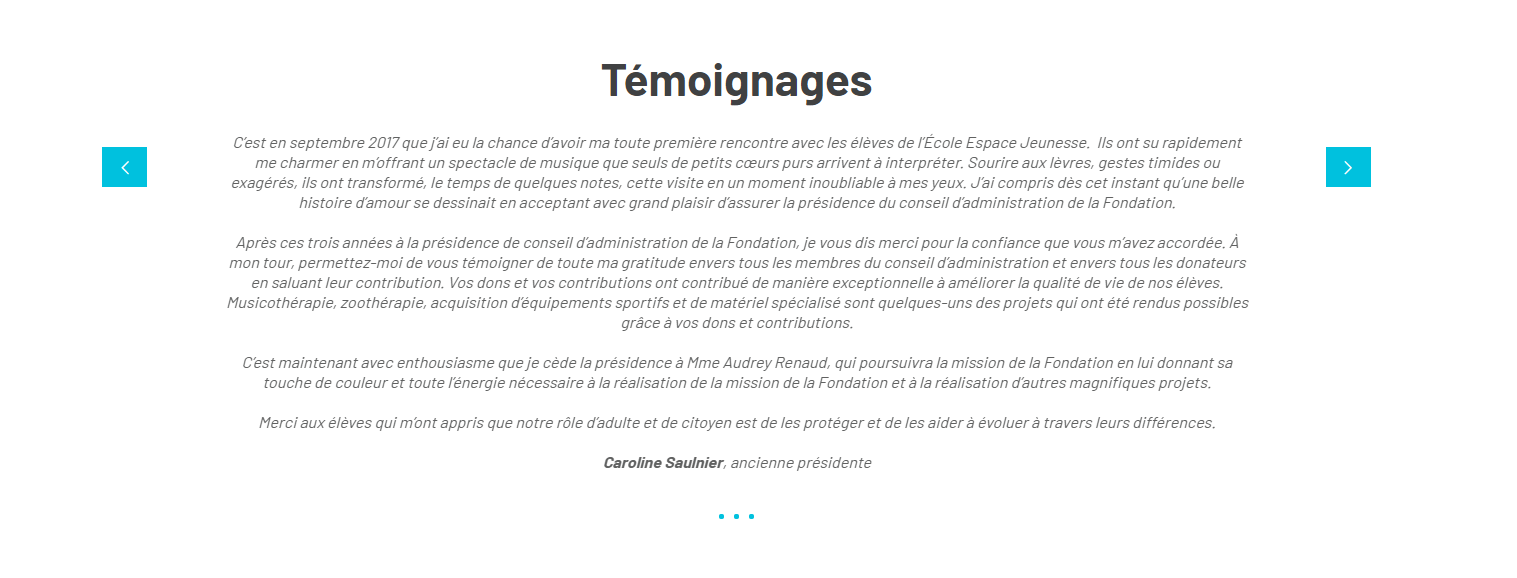 Témoignages
C'est en septembre 2017 que j'ai eu la chance d'avoir ma toute première rencontre avec les élèves de l'École Espace Jeunesse.  Ils ont su rapidement
me charmer en m'offrant un spectacle de musique que seuls de petits cœurs purs arrivent à interpréter. Sourire aux lèvres, gestes timides ou
exagérés, ils ont transformé, le temps de quelques notes, cette visite en un moment inoubliable à mes yeux. J'ai compris dès cet instant qu'une belle
histoire d'amour se dessinait en acceptant avec grand plaisir d'assurer la présidence du conseil d'administration de la Fondation.
Après ces trois années à la présidence de conseil d'administration de la Fondation, je vous dis merci pour la confiance que vous m'avez accordée. À
mon tour, permettez-moi de vous témoigner de toute ma gratitude envers tous les membres du conseil d'administration et envers tous les donateurs
en saluant leur contribution. Vos dons et vos contributions ont contribué de manière exceptionnelle à améliorer la qualité de vie de nos élèves.
Musicothérapie, zoothérapie, acquisition d'équipements sportifs et de matériel spécialisé sont quelques-uns des projets qui ont été rendus possibles
grâce à vos dons et contributions.
C'est maintenant avec enthousiasme que je cède la présidence à Mme Audrey Renaud, qui poursuivra la mission de la Fondation en lui donnant sa
touche de couleur et toute l'énergie nécessaire à la réalisation de la mission de la Fondation et à la réalisation d'autres magnifiques projets.
Merci aux élèves qui m'ont appris que notre rôle d'adulte et de citoyen est de les protéger et de les aider à évoluer à travers leurs différences.
Caroline Saulnier, ancienne présidente